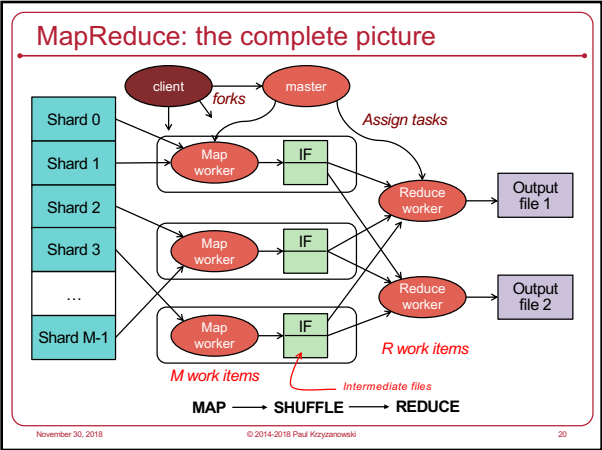 MapReduce: the complete picture
client
forks
master
Assign tasks
Shard 0
Shard 1
Shard 2
Shard 3
...
Shard M-1
Map
worker
IF
Map
worker
IF
Map
worker
IF
Reduce
worker
Reduce
worker
Output
file 1
Output
file 2
M work items
R work items
Intermediate files
MAP
SHUFFLE
REDUCE
November 30, 2018
© 2014-2018 Paul Krzyzanowski
20